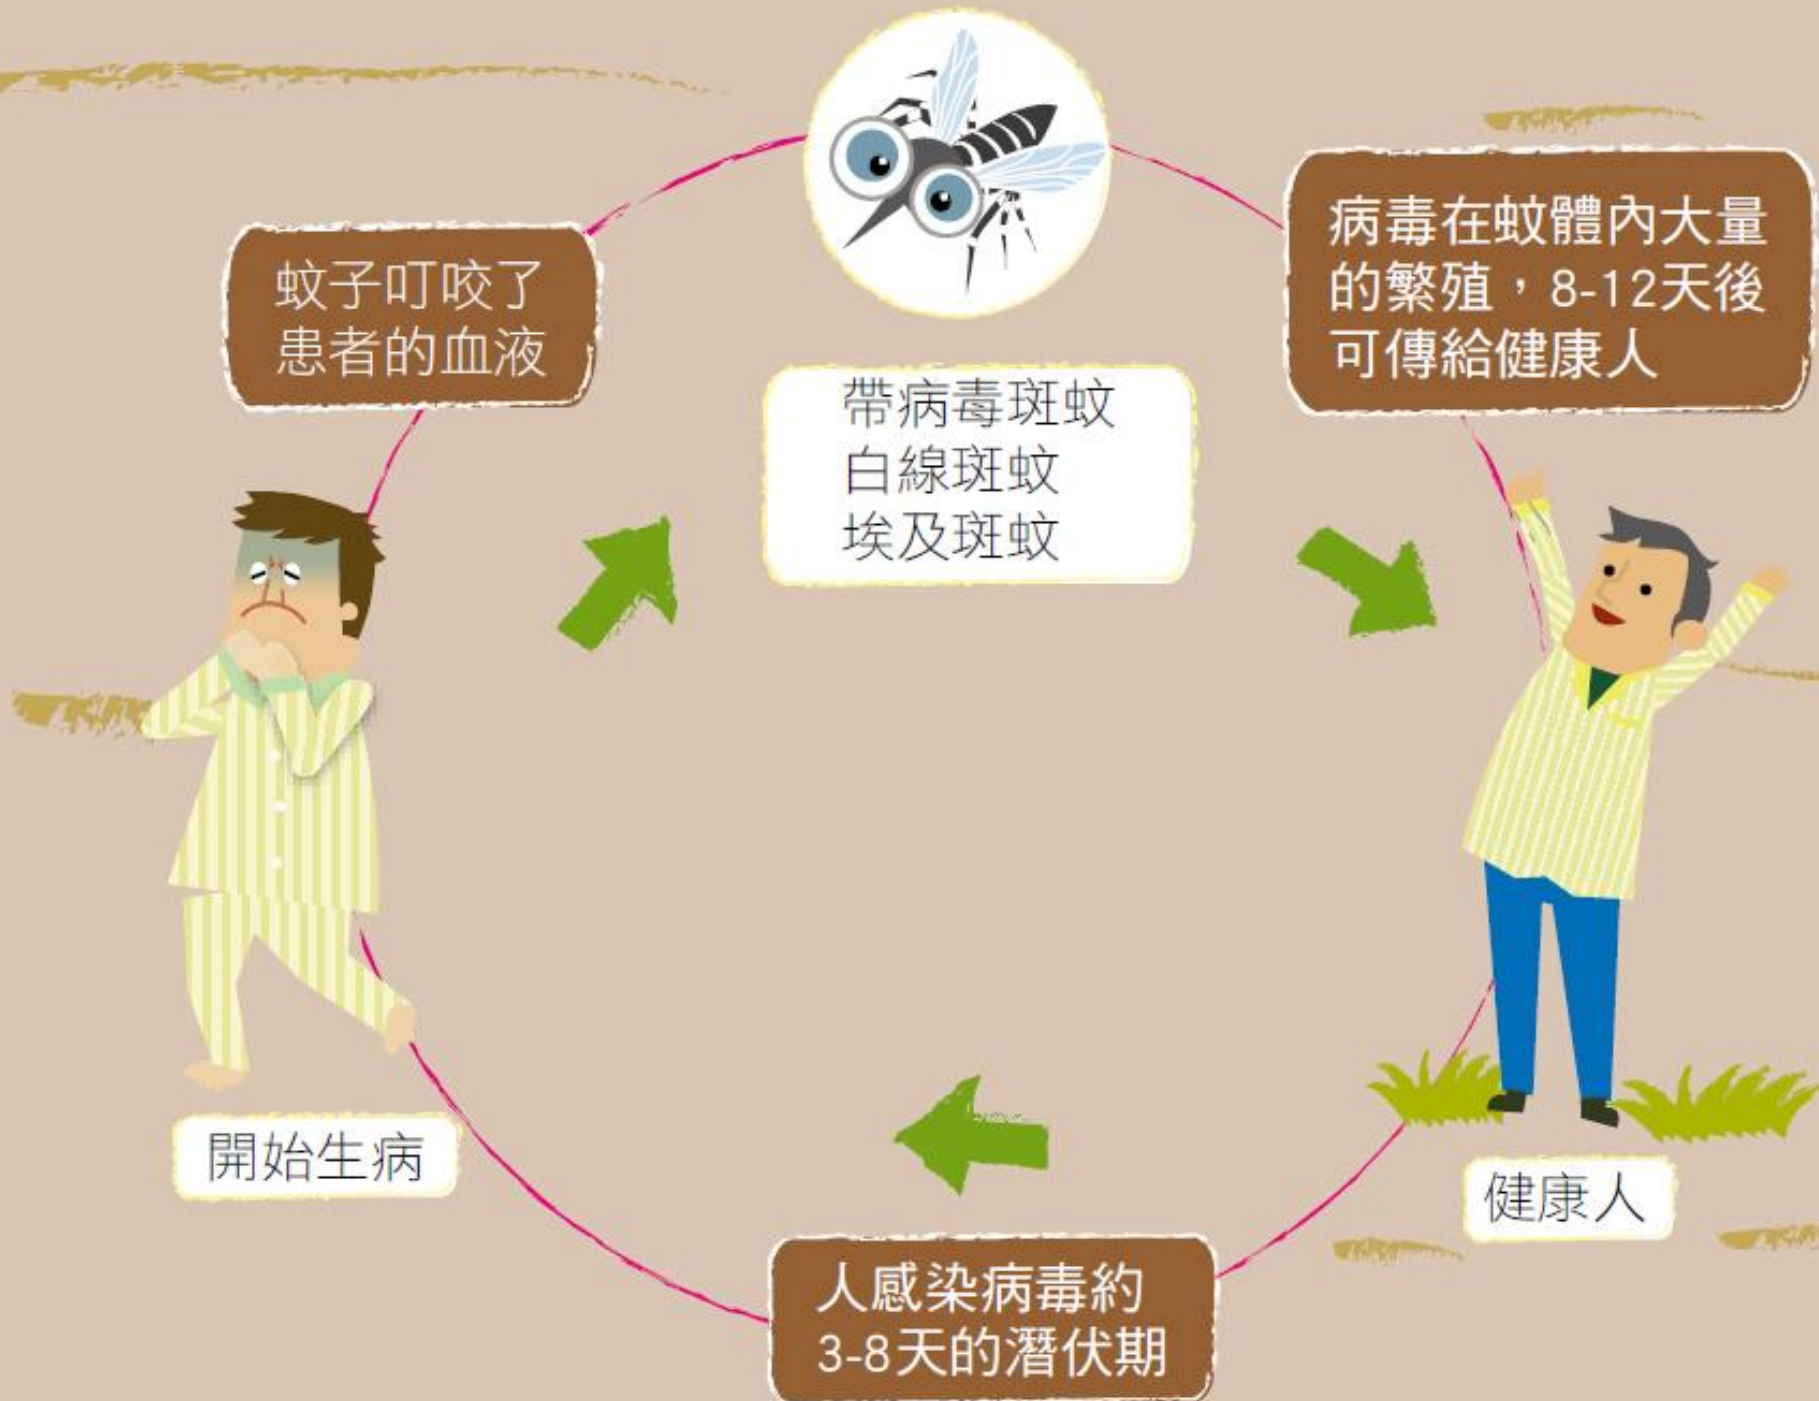 蚊子叮咬了
患者的血液
帶病毒斑蚊
白線斑蚊
埃及斑蚊
病毒在蚊體內大量
的繁殖，8-12天後
可傳給健康人
健康人
人感染病毒約
3-8天的潛伏期
開始生病